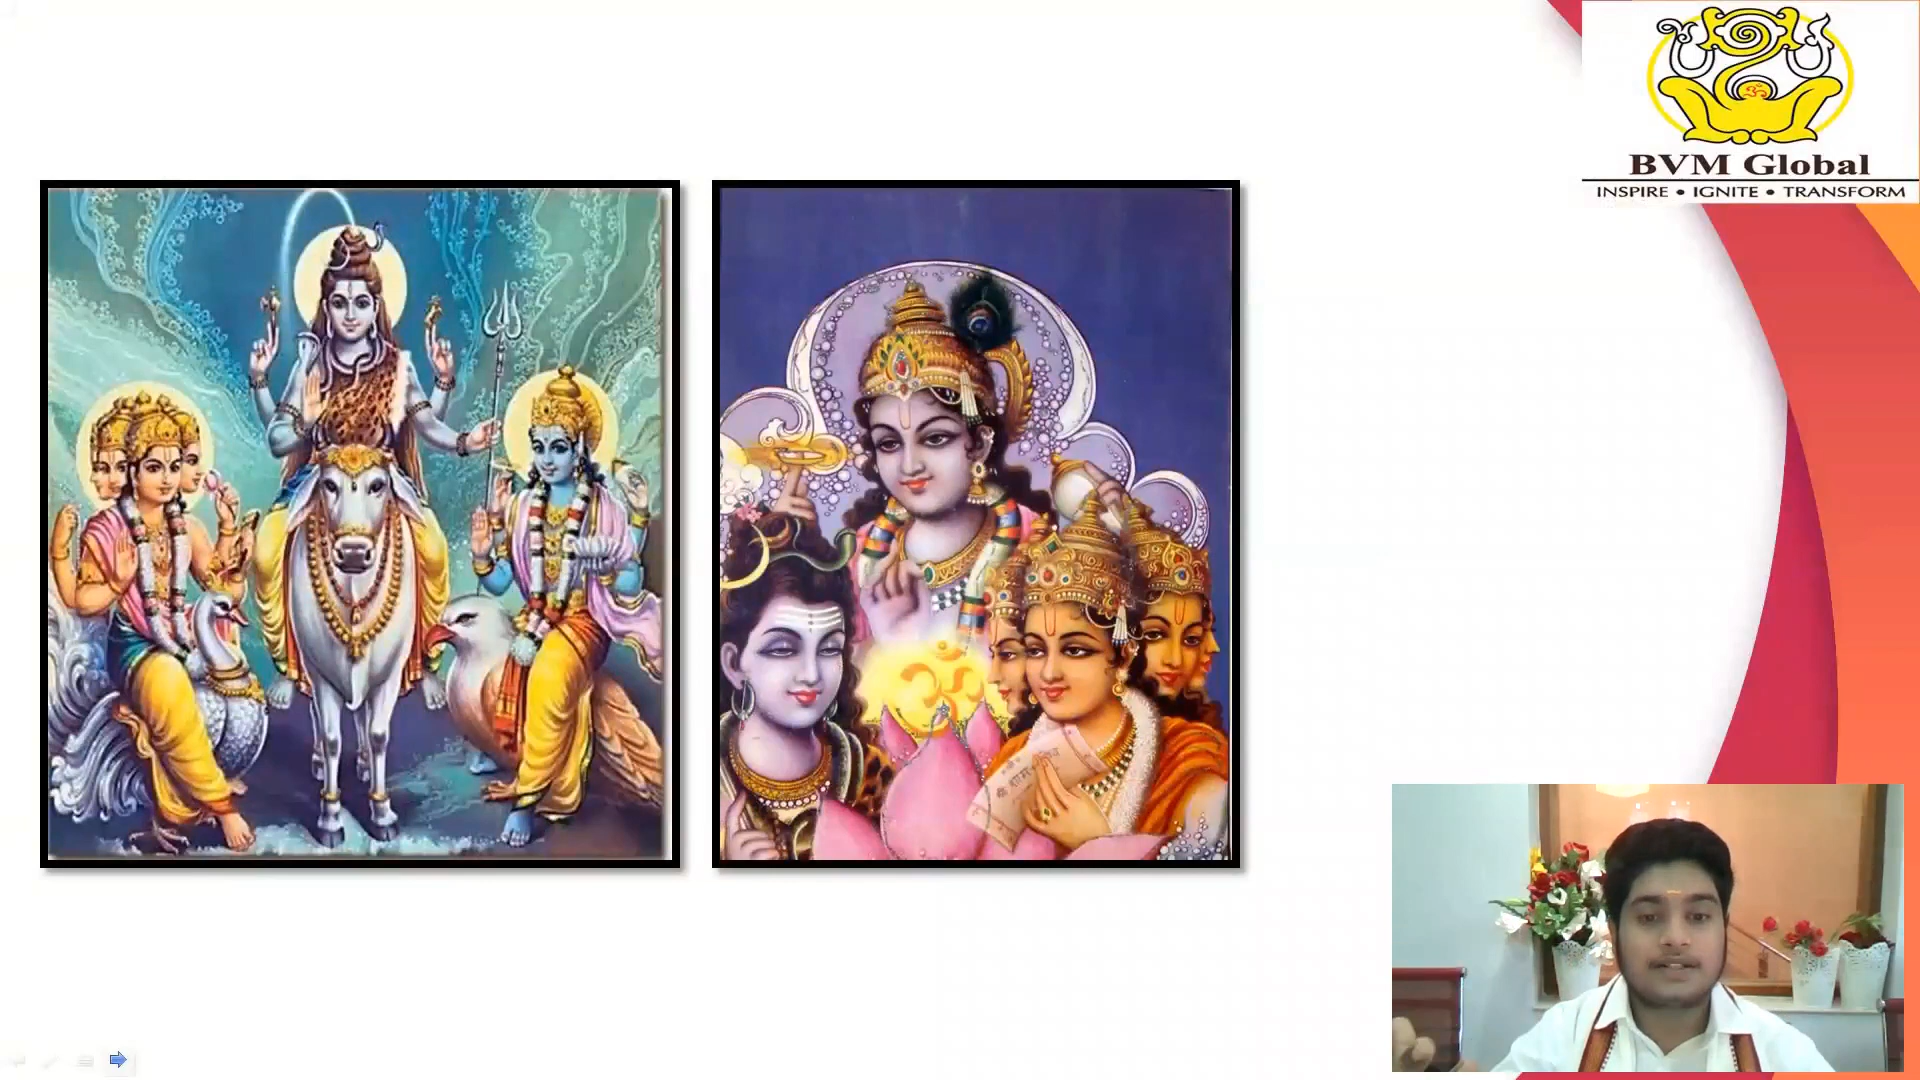 ॐ
BVM Global
INSPIRE • IGNITE • TRANSFORM
ॐ